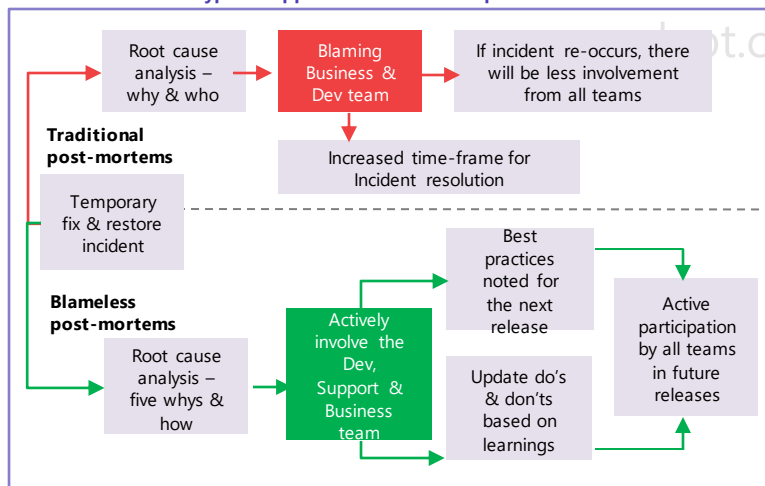 Root cause
analysis –
why & who
Blaming
Business &
Dev team
If incident re-occurs, there
will be less involvement
from all teams
Increased time-frame for
Incident resolution
Traditional
post-mortems
Temporary
fix & restore
incident
Blameless
post-mortems
Root cause
analysis –
five whys &
how
Actively
involve the
Dev,
Support &
Business
team
Best
practices
noted for
the next
release
Update do's
& don'ts
based on
learnings
Active
participation
by all teams
in future
releases